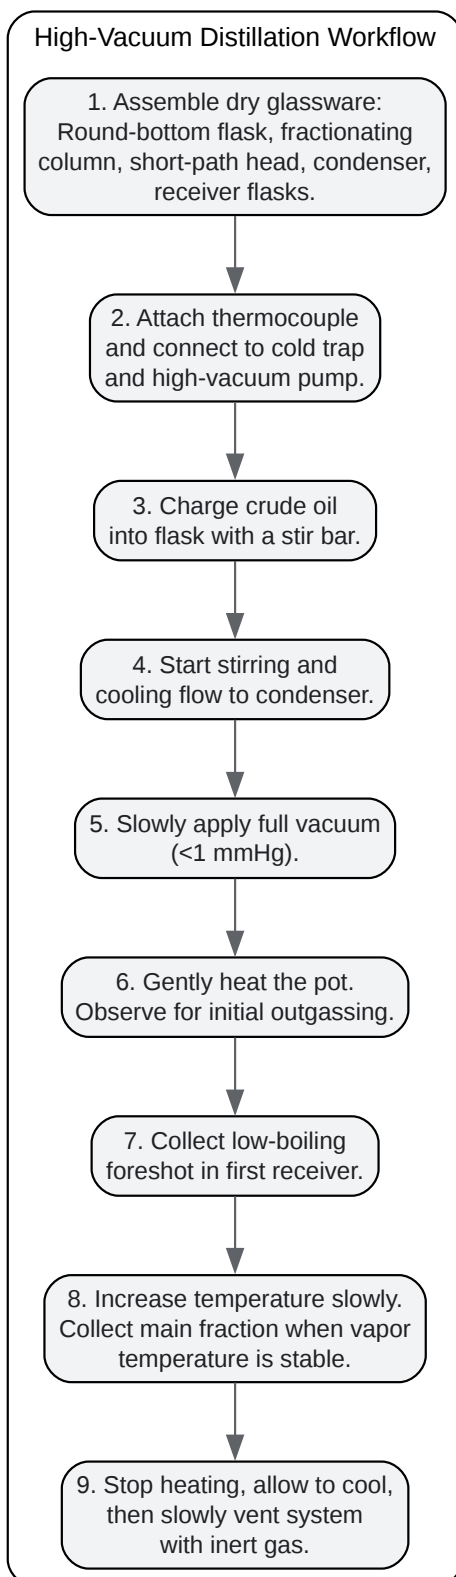 High-Vacuum Distillation Workflow
1. Assemble dry glassware:
Round-bottom flask, fractionating
column, short-path head, condenser,
receiver flasks.
2. Attach thermocouple
and connect to cold trap
and high-vacuum pump.
3. Charge crude oil
into flask with a stir bar.
4. Start stirring and
cooling flow to condenser.
5. Slowly apply full vacuum
(<1 mmHg).
6. Gently heat the pot.
Observe for initial outgassing.
7. Collect low-boiling
foreshot in first receiver.
8. Increase temperature slowly.
Collect main fraction when vapor
temperature is stable.
9. Stop heating, allow to cool,
then slowly vent system
with inert gas.